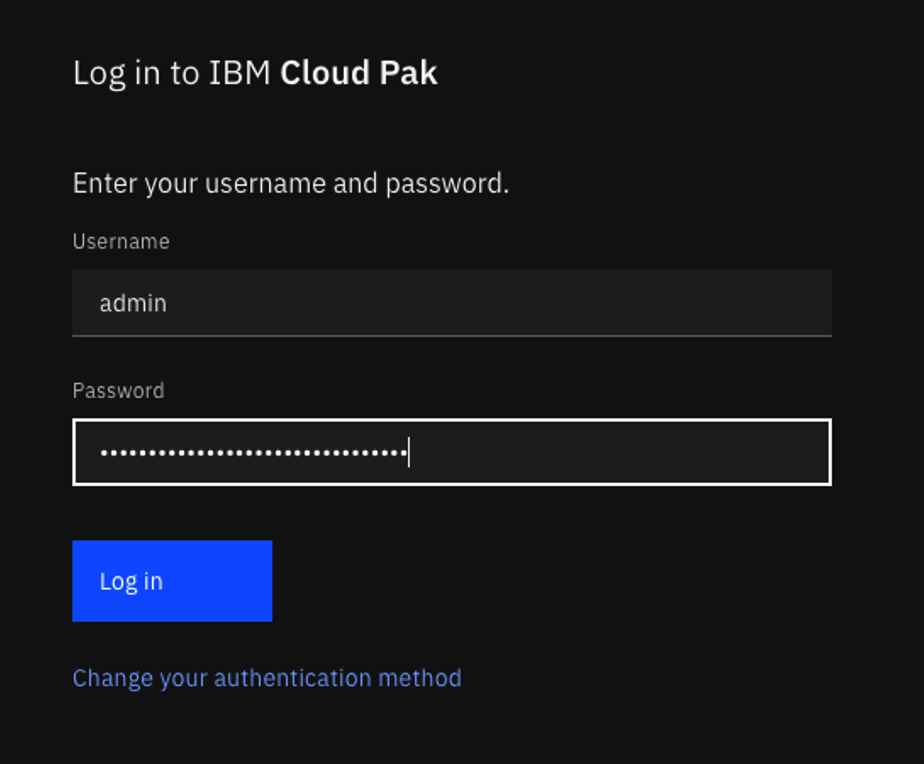 Log in to IBM Cloud Pak
Enter your username and password.
Username
admin
Password
••••••••••••••••••••••••••••••••
Log in
Change your authentication method